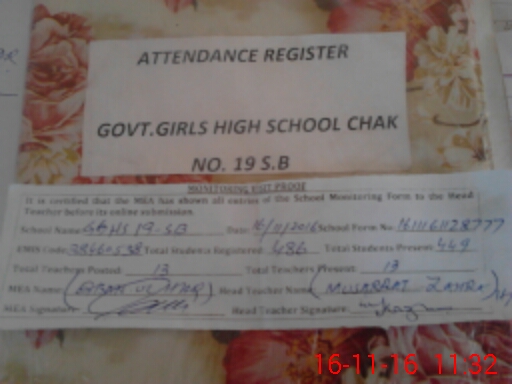 ATTENDANCE REGISTER
GOVT.GIRLS HIGH SCHOOL CHAK
NO. 19 S.B
MONITORING VISIT PROOF
It is certified that the MEA has shown all entries of the School Monitoring Form to the Head
Teacher before its online submission.
School Name: GGHS 19-SB Date: 16/11/2016 School Form No.
EMIS Code: 38460538 Total Students Registered: 486 Total Students Present: 449
Total Teachers Posted: 13 Total Teachers Present: 13
MEA Name: Head Teacher Name: (MUSARRAT ZAHRA)
MEA Signature: Head Teacher Signature:
16-11-16 11:32